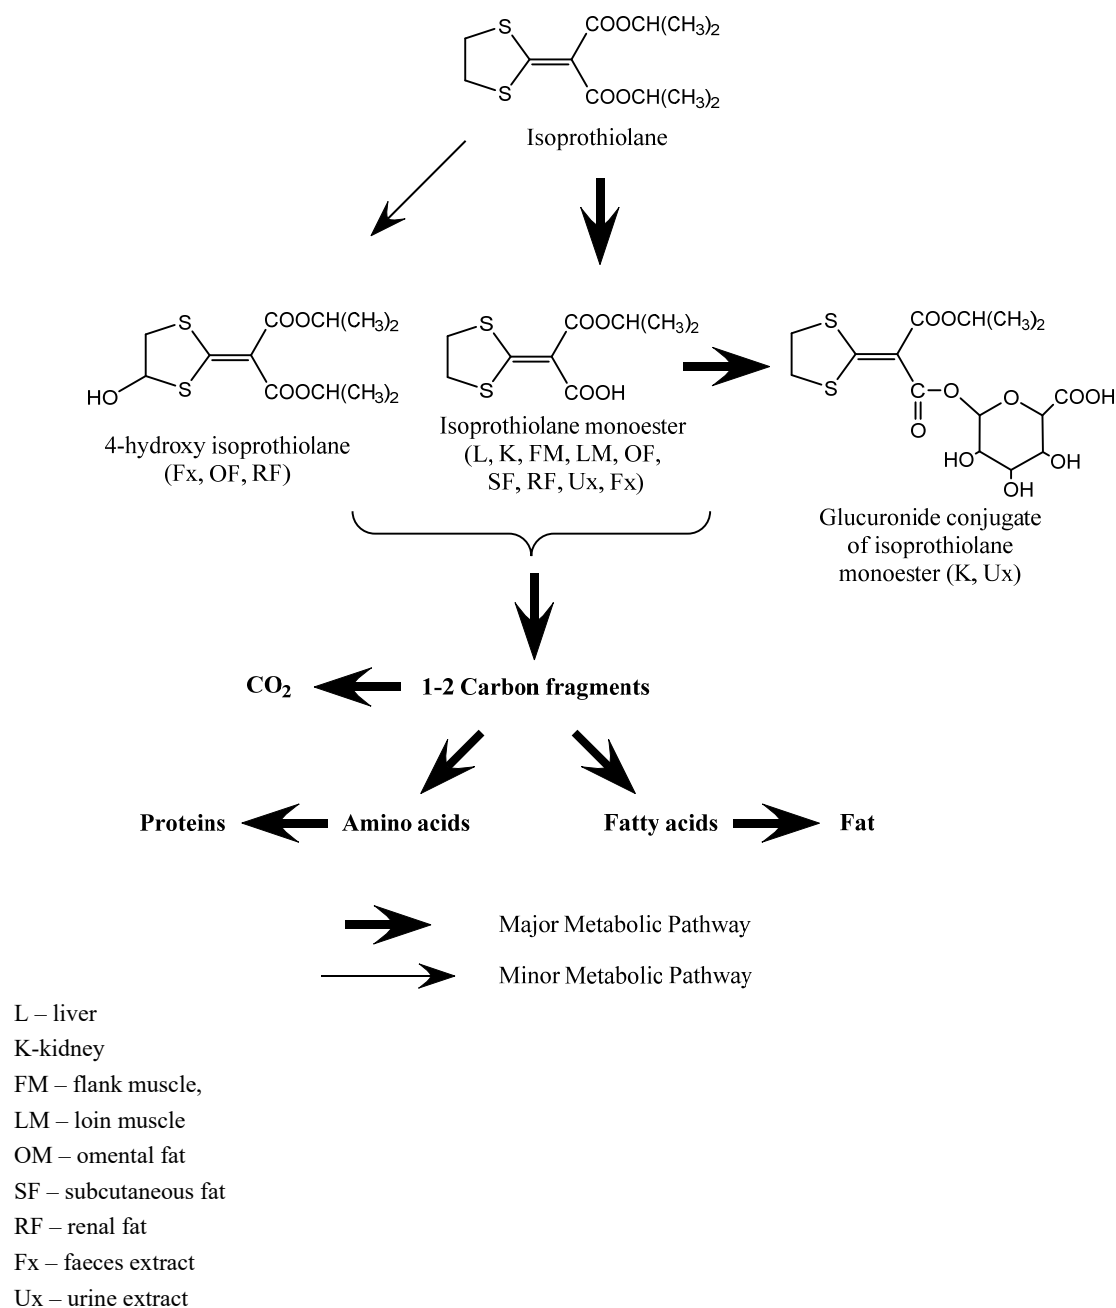 S
S
COOCH(CH3)2
COOCH(CH3)2
Isoprothiolane
S
S
HO
COOCH(CH3)2
COOCH(CH3)2
4-hydroxy isoprothiolane
(Fx, OF, RF)
S
S
COOCH(CH3)2
COOH
Isoprothiolane monoester
(L, K, FM, LM, OF,
SF, RF, Ux, Fx)
S
S
COOCH(CH3)2
C
O
O
O
COOH
HO
OH
OH
Glucuronide conjugate
of isoprothiolane
monoester (K, Ux)
CO2
1-2 Carbon fragments
Proteins
Amino acids
Fatty acids
Fat
Major Metabolic Pathway
Minor Metabolic Pathway
L – liver
K-kidney
FM – flank muscle,
LM – loin muscle
OM – omental fat
SF – subcutaneous fat
RF – renal fat
Fx – faeces extract
Ux – urine extract